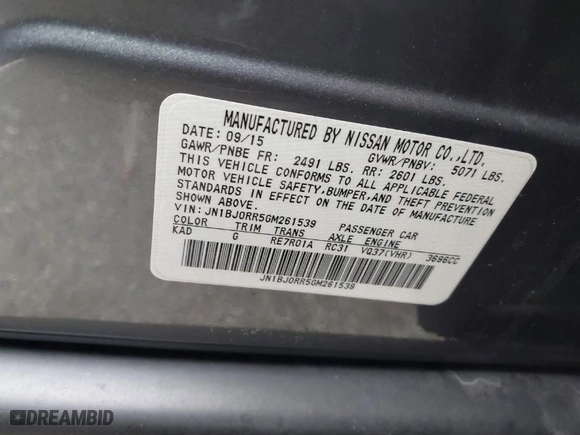 MANUFACTURED BY NISSAN MOTOR CO.,LTD.
DATE: 09/15 GVWR/PNBV: 5071 LBS.
GAWR/PNBE FR: 2491 LBS. RR: 2601 LBS.
THIS VEHICLE CONFORMS TO ALL APPLICABLE FEDERAL
MOTOR VEHICLE SAFETY,BUMPER,AND THEFT PREVENTION
STANDARDS IN EFFECT ON THE DATE OF MANUFACTURE
SHOWN ABOVE.
VIN: JN1BJ0RR5GM261539 PASSENGER CAR
COLOR TRIM TRANS AXLE ENGINE
KAD G RE7R01A RC31 VQ37(VHR) 3696CC
JN1BJ0RR5GM261539
DREAMBID